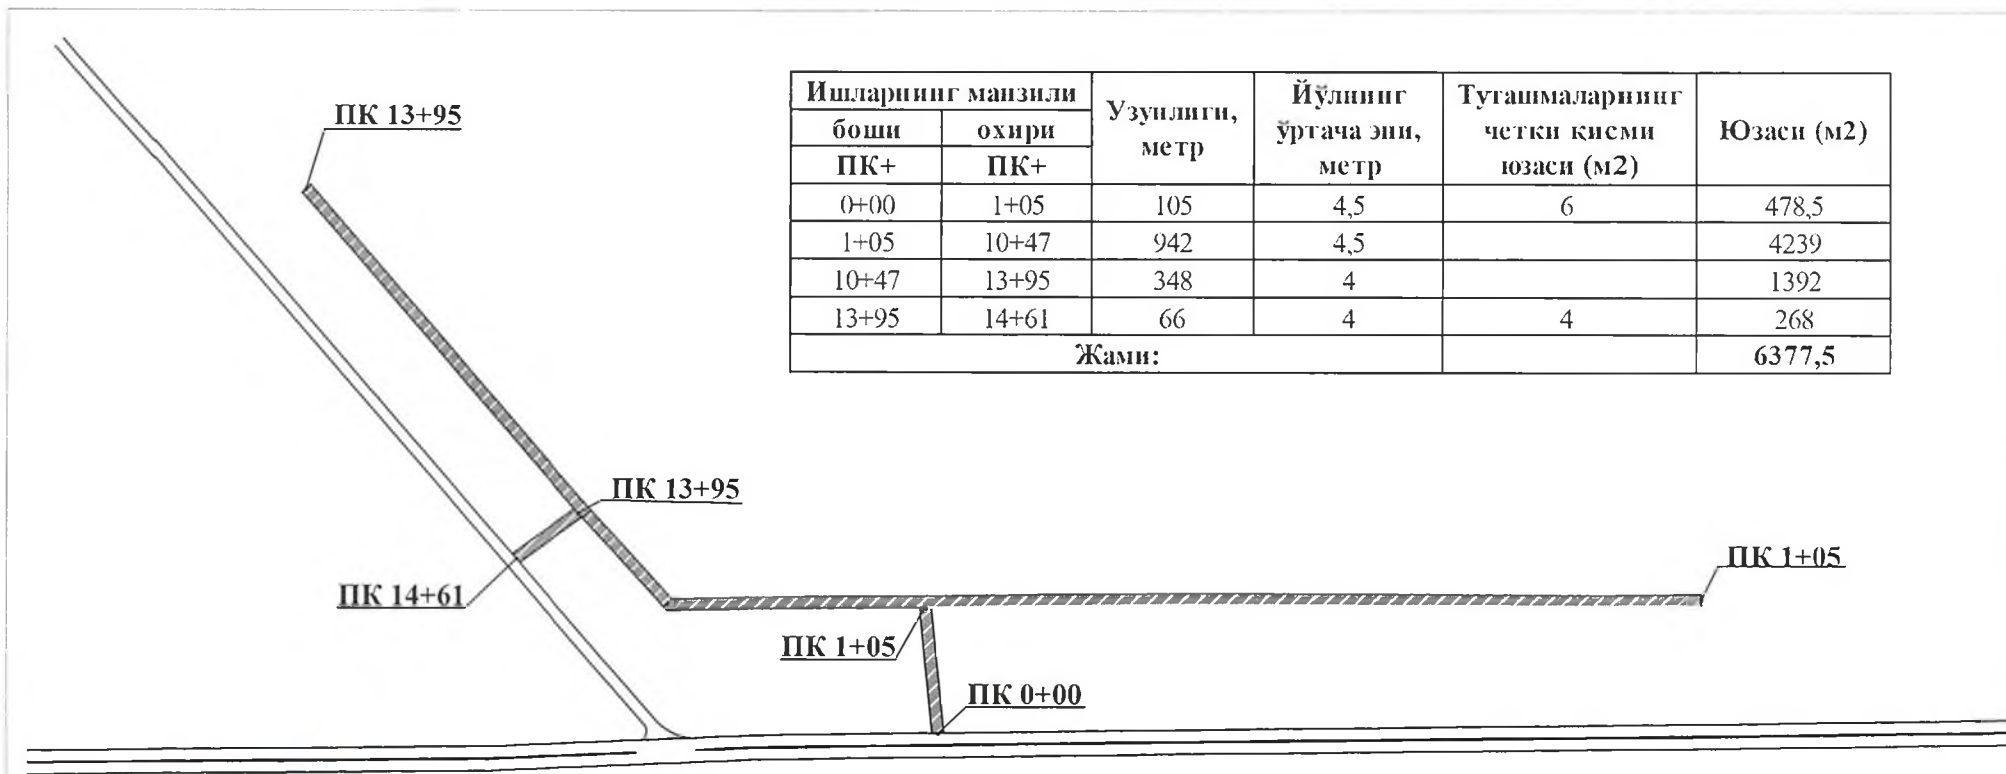 ПК 13+95
Ишларнинг манзили
Узунлиги, метр
Йўлнинг ўртача эни, метр
Туташмаларнинг четки қисми юзаси (м2)
Юзаси (м2)
боши охири
ПК+ ПК+
0+00 1+05 105 4,5 6 478,5
1+05 10+47 942 4,5 4239
10+47 13+95 348 4 1392
13+95 14+61 66 4 4 268
Жами: 6377,5
ПК 13+95
ПК 14+61
ПК 1+05
ПК 1+05
ПК 0+00